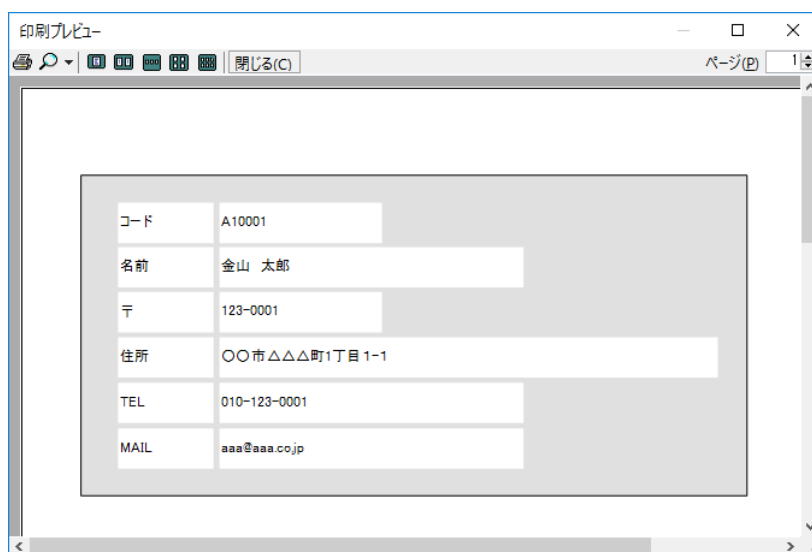 印刷プレビュー
閉じる(C) ページ(P) 1
コード A10001
名前 金山 太郎
〒 123-0001
住所 〇〇市△△△町1丁目1-1
TEL 010-123-0001
MAIL aaa@aaa.co.jp